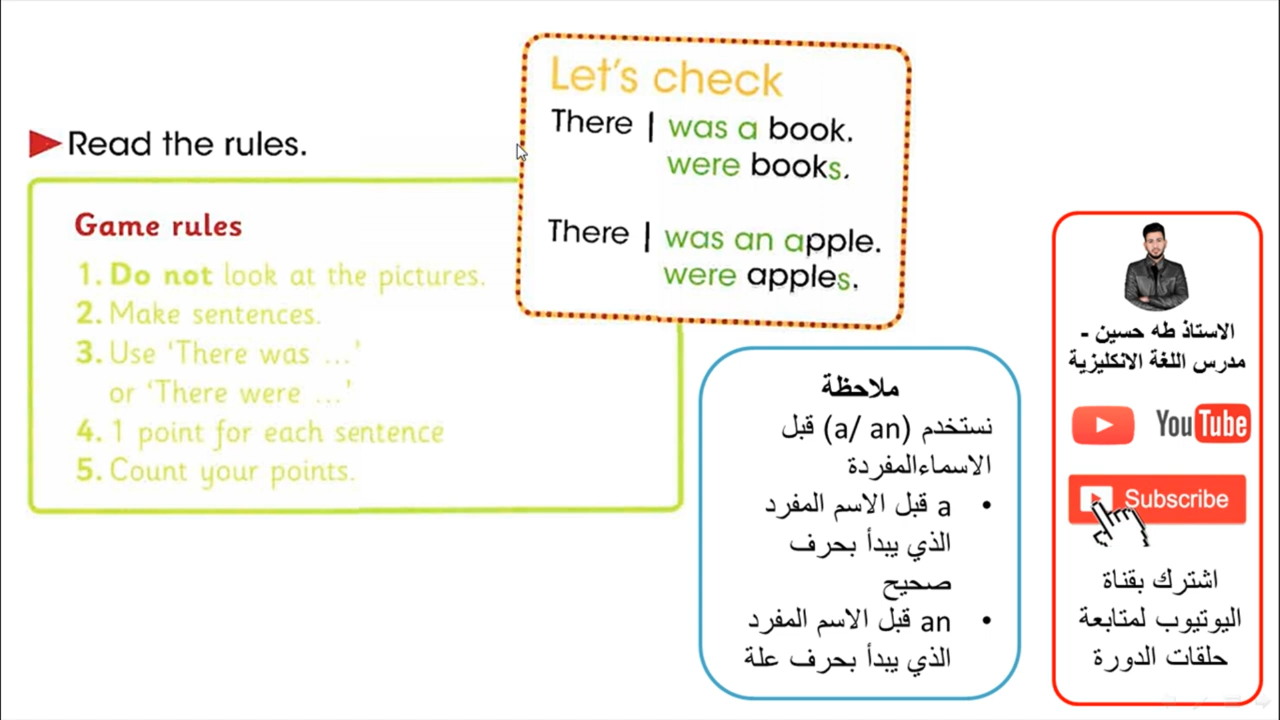 Read the rules.
Game rules
1. Do not look at the pictures.
2. Make sentences.
3. Use ‘There was ...’
or ‘There were ...’
4. 1 point for each sentence
5. Count your points.
Let's check
There | was a book.
were books.
There | was an apple.
were apples.
ملاحظة
نستخدم (a/ an) قبل
الاسماءالمفردة
• a قبل الاسم المفرد
الذي يبدأ بحرف
صحيح
• an قبل الاسم المفرد
الذي يبدأ بحرف علة
الاستاذ طه حسين -
مدرس اللغة الانكليزية
YouTube
Subscribe
اشترك بقناة
اليوتيوب لمتابعة
حلقات الدورة